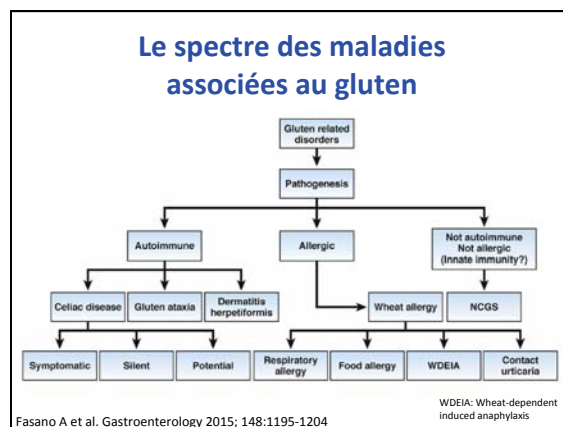 Le spectre des maladies
associées au gluten
Gluten related
disorders
Pathogenesis
Autoimmune
Allergic
Not autoimmune
Not allergic
(Innate immunity?)
Celiac disease
Gluten ataxia
Dermatitis
herpetiformis
Wheat allergy
NCGS
Symptomatic
Silent
Potential
Respiratory
allergy
Food allergy
WDEIA
Contact
urticaria
WDEIA: Wheat-dependent
induced anaphylaxis
Fasano A et al. Gastroenterology 2015; 148:1195-1204